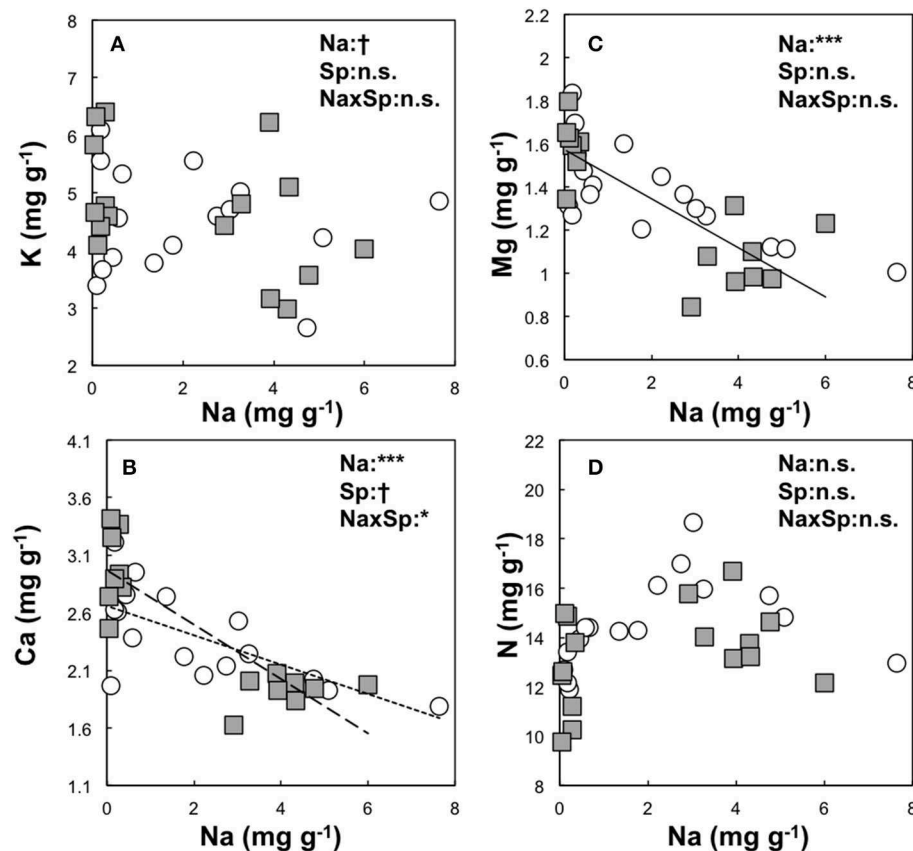 A
Na:†
Sp:n.s.
NaxSp:n.s.
K (mg g-1)
8
7
6
5
4
3
2
0
2
4
6
8
Na (mg g-1)
C
Na:***
Sp:n.s.
NaxSp:n.s.
Mg (mg g-1)
2.2
2
1.8
1.6
1.4
1.2
1
0.8
0.6
0
2
4
6
8
Na (mg g-1)
B
Na:***
Sp:†
NaxSp:*
Ca (mg g-1)
4.1
3.6
3.1
2.6
2.1
1.6
1.1
0
2
4
6
8
Na (mg g-1)
D
Na:n.s.
Sp:n.s.
NaxSp:n.s.
N (mg g-1)
22
20
18
16
14
12
10
8
0
2
4
6
8
Na (mg g-1)